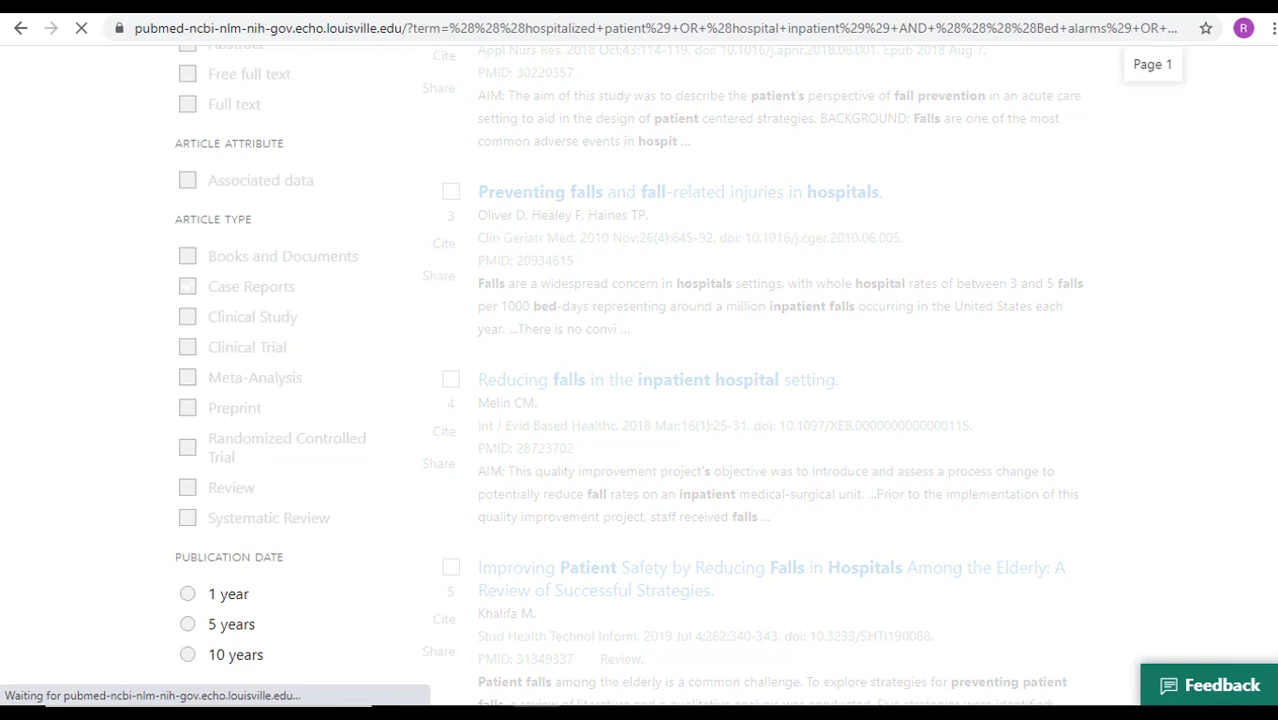 pubmed-ncbi-nlm-nih-gov.echo.louisville.edu/?term=%28%28%28hospitalized+patient%29+OR+%28hospital+inpatient%29%29+AND+%28%28%28%28Bed+alarms%29+OR+...
R
Page 1
Abstract
Free full text
Full text
ARTICLE ATTRIBUTE
Associated data
ARTICLE TYPE
Books and Documents
Case Reports
Clinical Study
Clinical Trial
Meta-Analysis
Preprint
Randomized Controlled
Trial
Review
Systematic Review
PUBLICATION DATE
1 year
5 years
10 years
Cite
Share
Appl Nurs Res. 2018 Oct;43:114-119. doi: 10.1016/j.apnr.2018.08.001. Epub 2018 Aug 7.
PMID: 30220357
AIM: The aim of this study was to describe the patient's perspective of fall prevention in an acute care
setting to aid in the design of patient centered strategies. BACKGROUND: Falls are one of the most
common adverse events in hospit ...
Preventing falls and fall-related injuries in hospitals.
3
Cite
Share
Oliver D, Healey F, Haines TP.
Clin Geriatr Med. 2010 Nov;26(4):645-92. doi: 10.1016/j.cger.2010.06.005.
PMID: 20934615
Falls are a widespread concern in hospitals settings, with whole hospital rates of between 3 and 5 falls
per 1000 bed-days representing around a million inpatient falls occurring in the United States each
year. ...There is no convi ...
Reducing falls in the inpatient hospital setting.
4
Cite
Share
Melin CM.
Int J Evid Based Healthc. 2018 Mar;16(1):25-31. doi: 10.1097/XEB.0000000000000115.
PMID: 28723702
AIM: This quality improvement project's objective was to introduce and assess a process change to
potentially reduce fall rates on an inpatient medical-surgical unit. ...Prior to the implementation of this
quality improvement project, staff received falls ...
Improving Patient Safety by Reducing Falls in Hospitals Among the Elderly: A
Review of Successful Strategies.
5
Cite
Share
Khalifa M.
Stud Health Technol Inform. 2019 Jul 4;262:340-343. doi: 10.3233/SHTI190088.
PMID: 31349337 Review.
Patient falls among the elderly is a common challenge. To explore strategies for preventing patient
falls, a review of literature and a qualitative analysis was conducted. Five strategies were identified:
Waiting for pubmed-ncbi-nlm-nih-gov.echo.louisville.edu...
Feedback